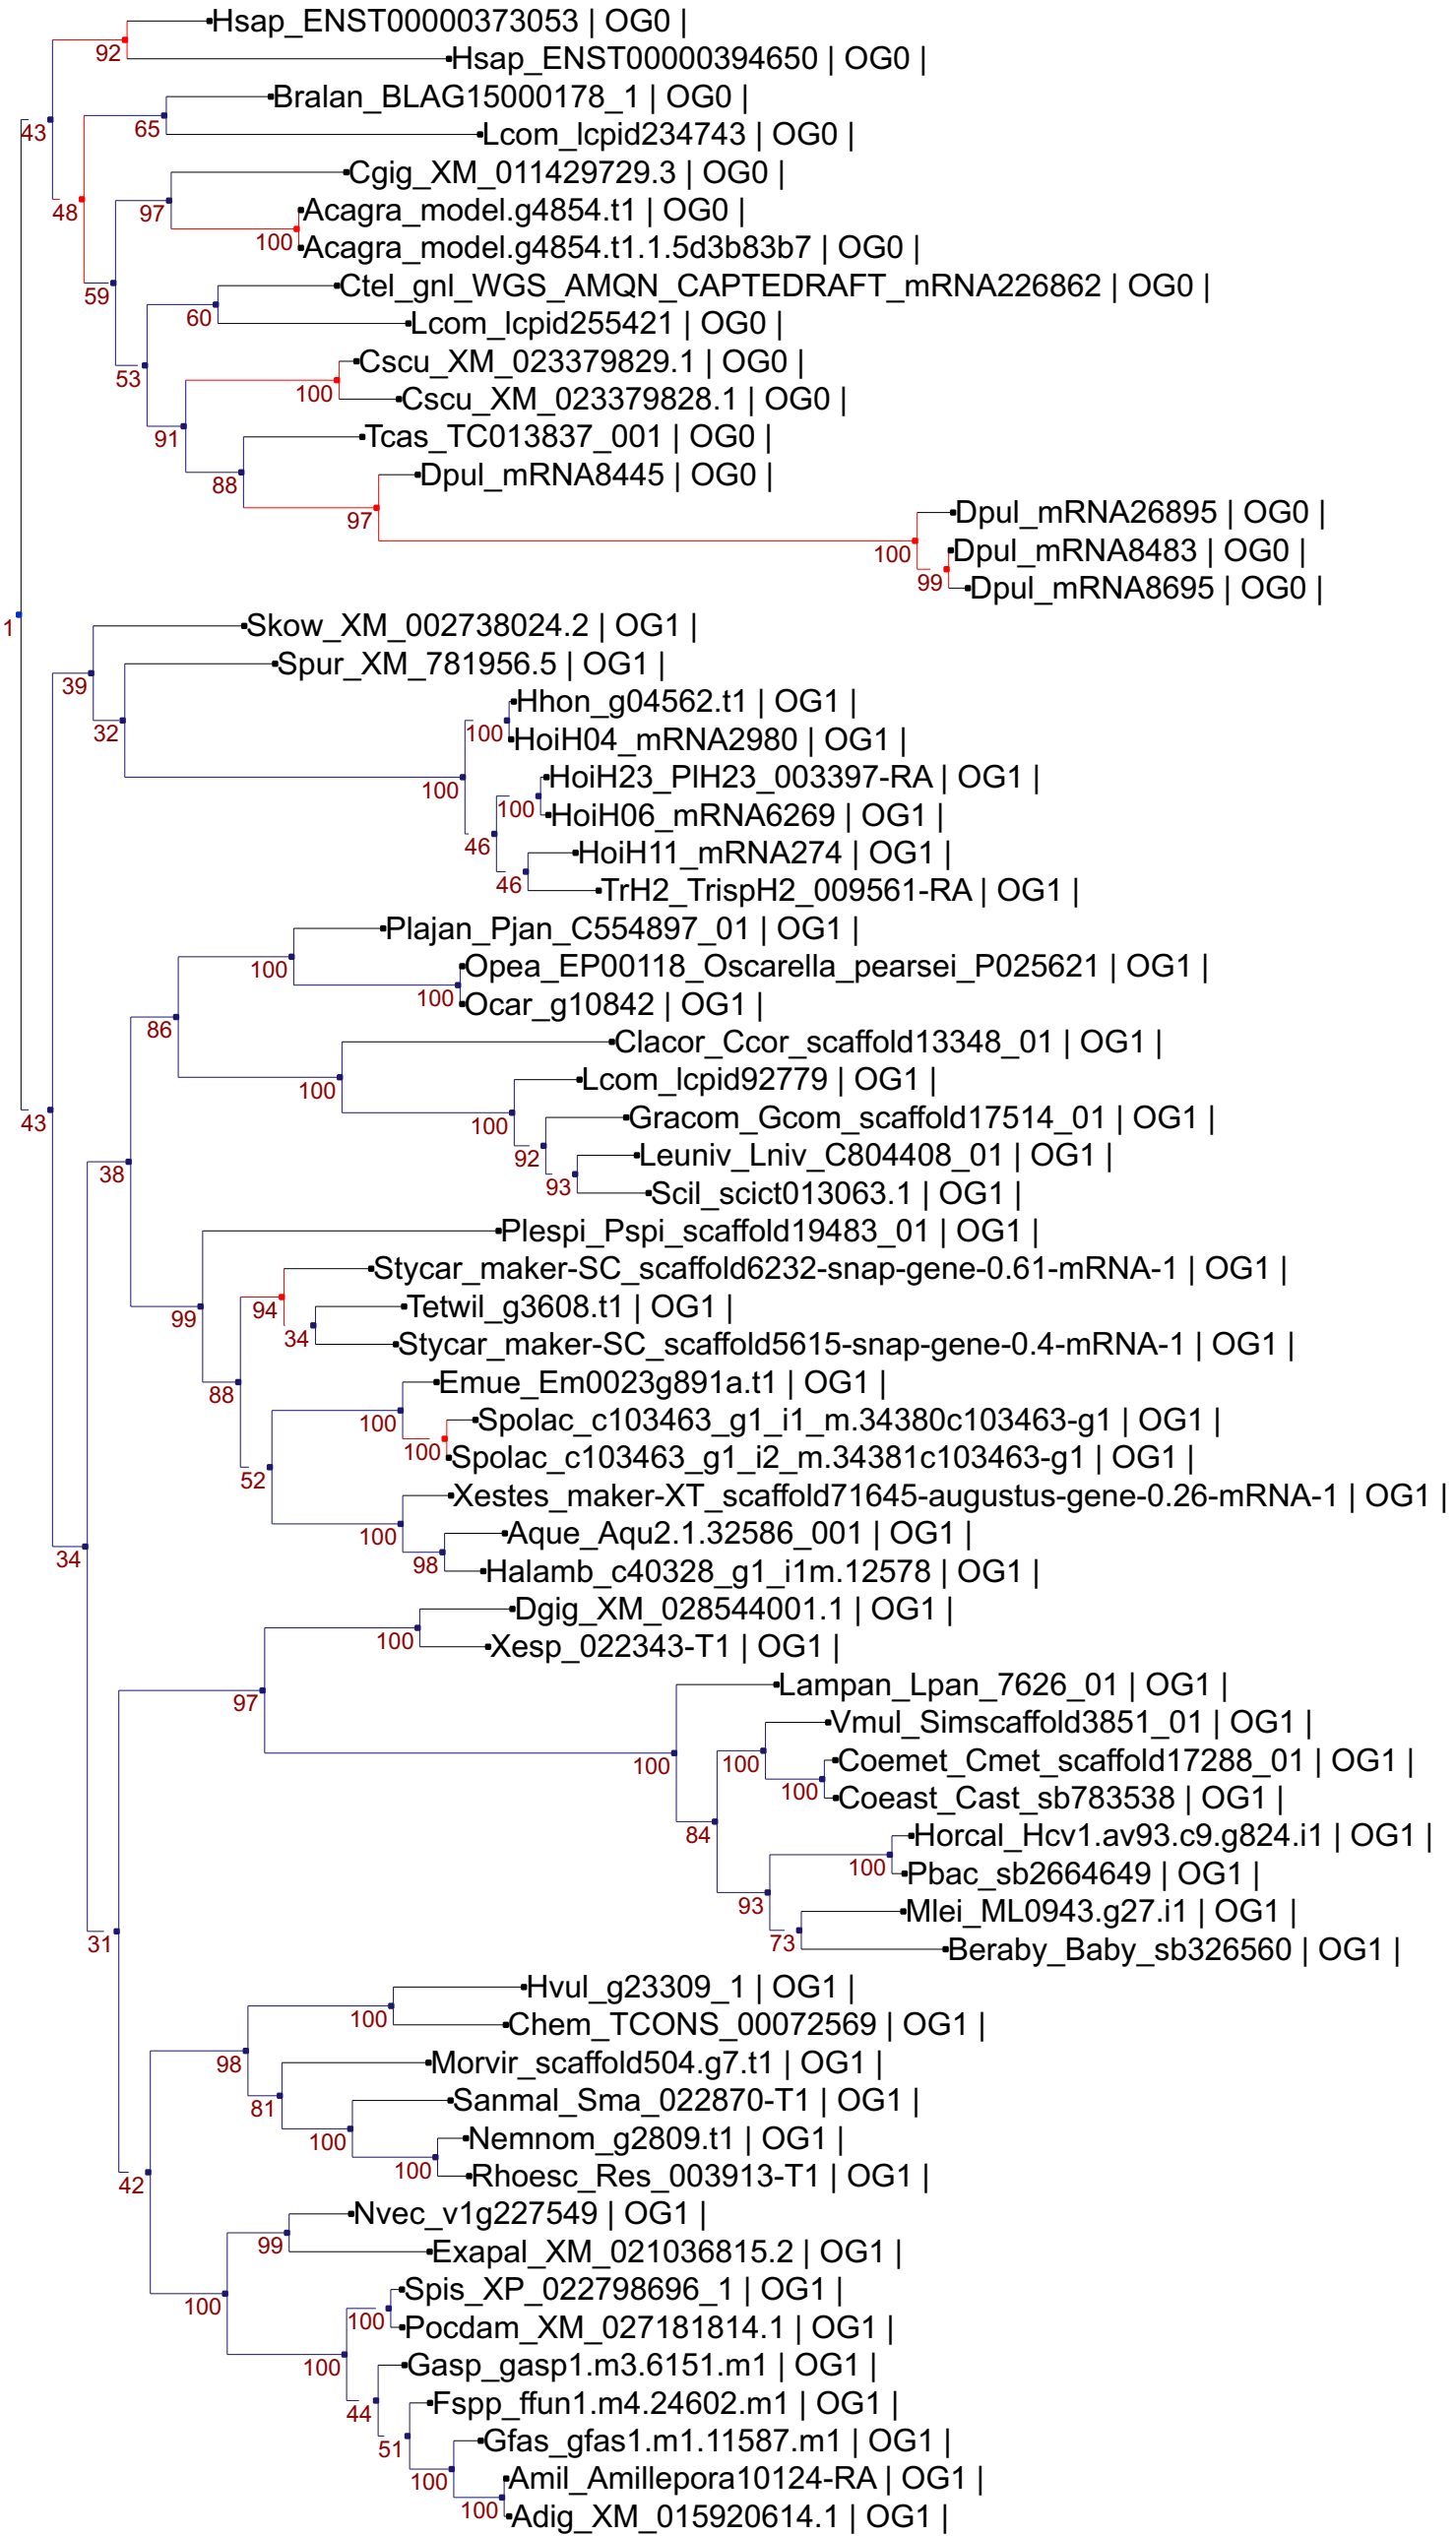 Hsap_ENST00000373053 | OG0 |
92
Hsap_ENST00000394650 | OG0 |
Bralan_BLAG15000178_1 | OG0 |
43
65
Lcom_lcpid234743 | OG0 |
Cgig_XM_011429729.3 | OG0 |
48
97
Acagra_model.g4854.t1 | OG0 |
100
Acagra_model.g4854.t1.1.5d3b83b7 | OG0 |
Ctel_gnl_WGS_AMQN_CAPTEDRAFT_mRNA226862 | OG0 |
59
60
Lcom_lcpid255421 | OG0 |
Cscu_XM_023379829.1 | OG0 |
53
100
Cscu_XM_023379828.1 | OG0 |
91
Tcas_TC013837_001 | OG0 |
Dpul_mRNA8445 | OG0 |
88
97
Dpul_mRNA26895 | OG0 |
100
Dpul_mRNA8483 | OG0 |
99
Dpul_mRNA8695 | OG0 |
1
Skow_XM_002738024.2 | OG1 |
Spur_XM_781956.5 | OG1 |
39
Hhon_g04562.t1 | OG1 |
32
100
HoiH04_mRNA2980 | OG1 |
HoiH23_PlH23_003397-RA | OG1 |
100
100
HoiH06_mRNA6269 | OG1 |
46
HoiH11_mRNA274 | OG1 |
46
TrH2_TrispH2_009561-RA | OG1 |
Plajan_Pjan_C554897_01 | OG1 |
100
Opea_EP00118_Oscarella_pearsei_P025621 | OG1 |
100
Ocar_g10842 | OG1 |
86
Clacor_Ccor_scaffold13348_01 | OG1 |
100
Lcom_lcpid92779 | OG1 |
43
100
Gracom_Gcom_scaffold17514_01 | OG1 |
92
Leuniv_Lniv_C804408_01 | OG1 |
38
93
Scil_scict013063.1 | OG1 |
Plespi_Pspi_scaffold19483_01 | OG1 |
Stycar_maker-SC_scaffold6232-snap-gene-0.61-mRNA-1 | OG1 |
99
94
Tetwil_g3608.t1 | OG1 |
34
Stycar_maker-SC_scaffold5615-snap-gene-0.4-mRNA-1 | OG1 |
88
Emue_Em0023g891a.t1 | OG1 |
100
Spolac_c103463_g1_i1_m.34380c103463-g1 | OG1 |
100
Spolac_c103463_g1_i2_m.34381c103463-g1 | OG1 |
52
Xestes_maker-XT_scaffold71645-augustus-gene-0.26-mRNA-1 | OG1 |
100
Aque_Aqu2.1.32586_001 | OG1 |
34
98
Halamb_c40328_g1_i1m.12578 | OG1 |
Dgig_XM_028544001.1 | OG1 |
100
Xesp_022343-T1 | OG1 |
Lampan_Lpan_7626_01 | OG1 |
97
Vmul_Simscaffold3851_01 | OG1 |
100
100
Coemet_Cmet_scaffold17288_01 | OG1 |
100
Coeast_Cast_sb783538 | OG1 |
84
Horcal_Hcv1.av93.c9.g824.i1 | OG1 |
100
Pbac_sb2664649 | OG1 |
93
Mlei_ML0943.g27.i1 | OG1 |
31
73
Beraby_Baby_sb326560 | OG1 |
Hvul_g23309_1 | OG1 |
100
Chem_TCONS_00072569 | OG1 |
98
Morvir_scaffold504.g7.t1 | OG1 |
81
Sanmal_Sma_022870-T1 | OG1 |
100
Nemnom_g2809.t1 | OG1 |
42
100
Rhoesc_Res_003913-T1 | OG1 |
Nvec_v1g227549 | OG1 |
99
Exapal_XM_021036815.2 | OG1 |
100
Spis_XP_022798696_1 | OG1 |
100
Pocdam_XM_027181814.1 | OG1 |
100
Gasp_gasp1.m3.6151.m1 | OG1 |
44
Fspp_ffun1.m4.24602.m1 | OG1 |
51
Gfas_gfas1.m1.11587.m1 | OG1 |
100
Amil_Amillepora10124-RA | OG1 |
100
Adig_XM_015920614.1 | OG1 |